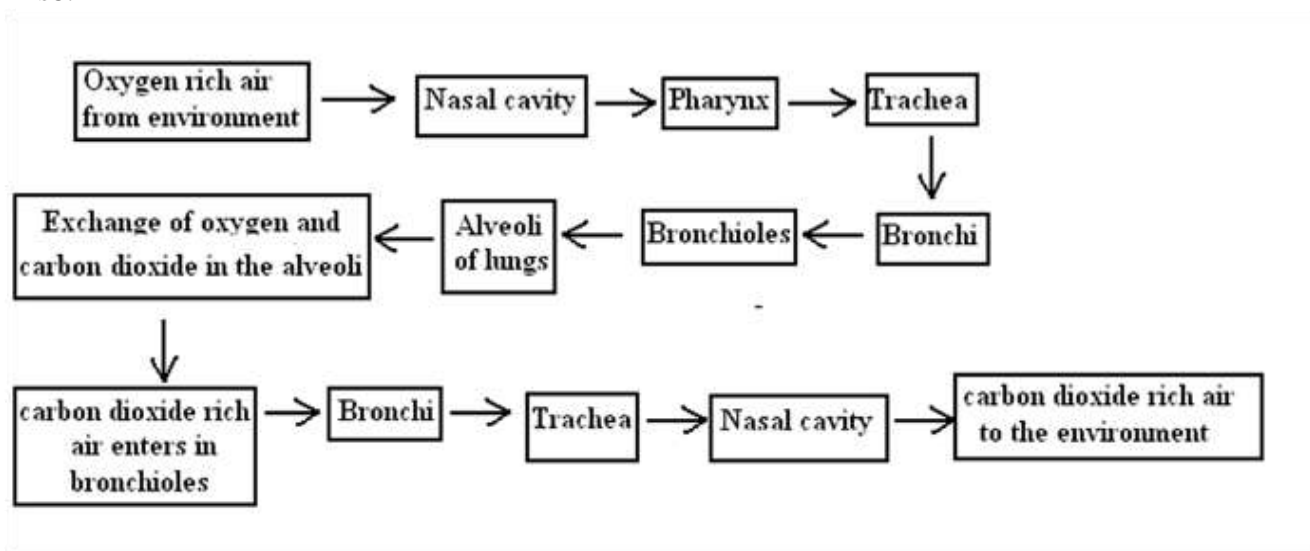 Oxygen rich air
from environment
Nasal cavity
Pharynx
Trachea
Bronchi
Bronchioles
Alveoli
of lungs
Exchange of oxygen and
carbon dioxide in the alveoli
carbon dioxide rich
air enters in
bronchioles
Bronchi
Trachea
Nasal cavity
carbon dioxide rich air
to the environment